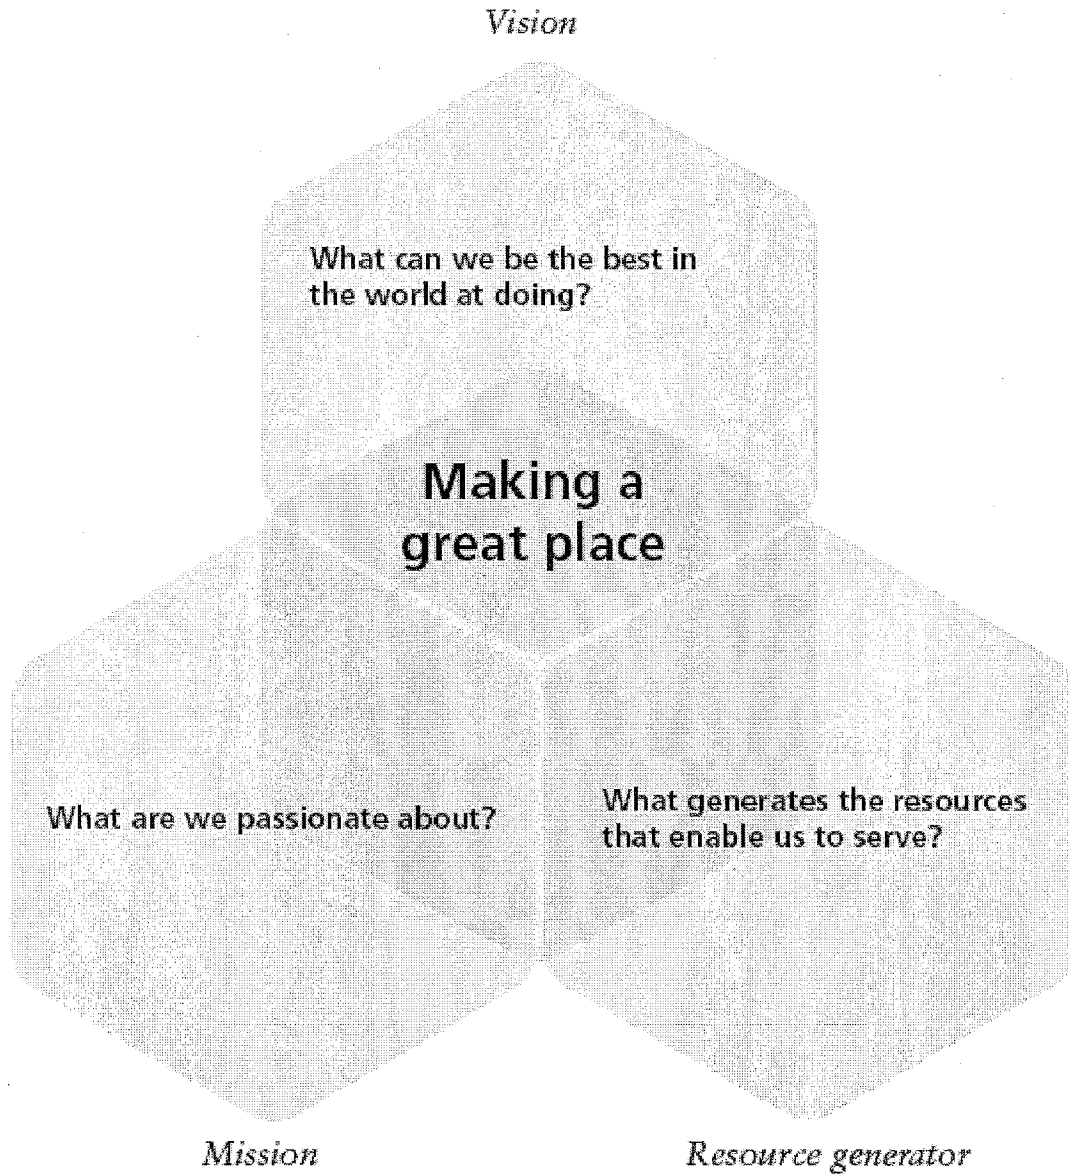 Vision
What can we be the best in
the world at doing?
Making a
great place
What are we passionate about?
What generates the resources
that enable us to serve?
Mission
Resource generator